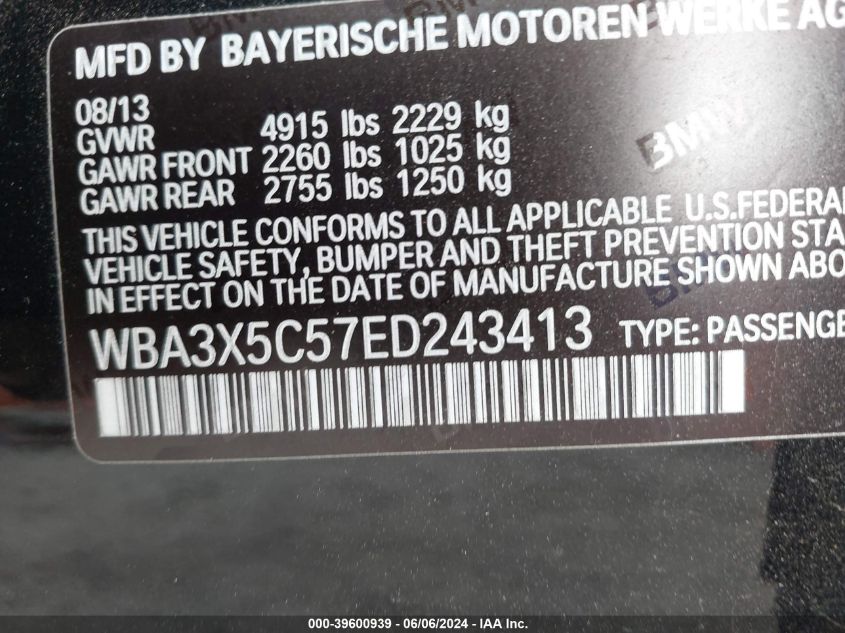 MFD BY BAYERISCHE MOTOREN WERKE AG
08/13
GVWR 4915 lbs 2229 kg
GAWR FRONT 2260 lbs 1025 kg
GAWR REAR 2755 lbs 1250 kg
THIS VEHICLE CONFORMS TO ALL APPLICABLE U.S.FEDERA
VEHICLE SAFETY, BUMPER AND THEFT PREVENTION STA
IN EFFECT ON THE DATE OF MANUFACTURE SHOWN ABO
WBA3X5C57ED243413 TYPE: PASSENGE
BMW
000-39600939 - 06/06/2024 - IAA Inc.